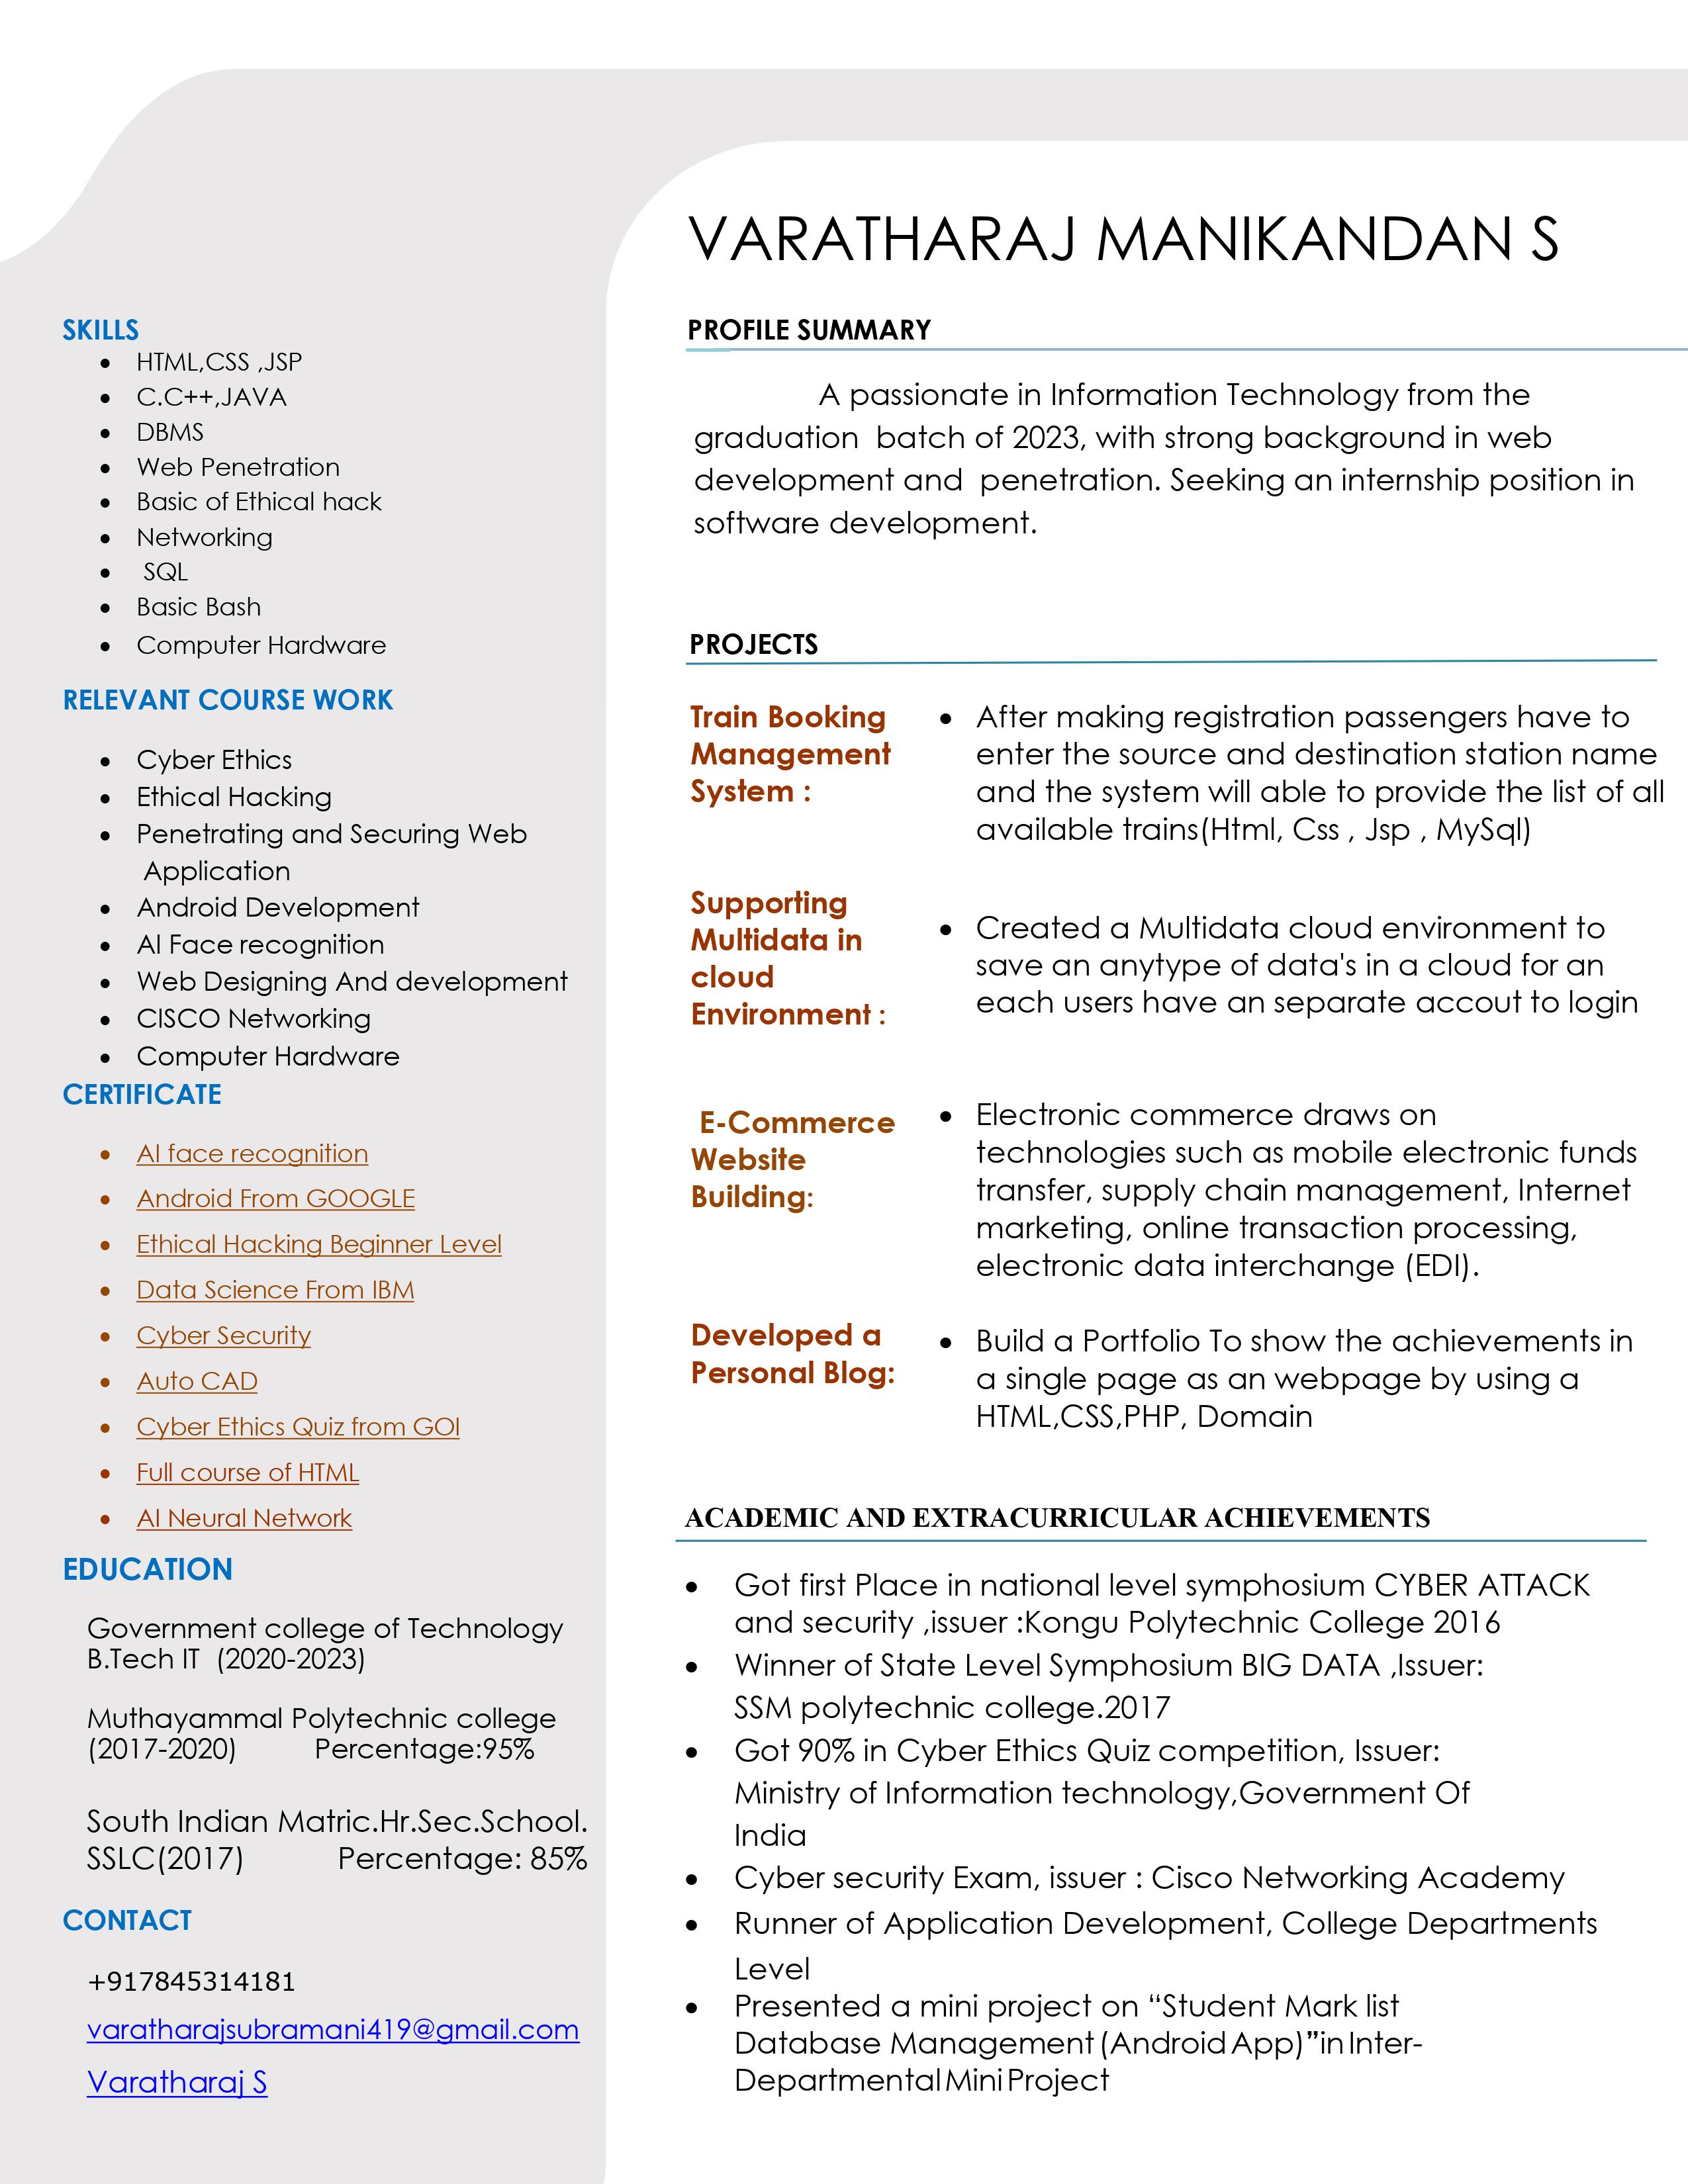 VARATHARAJ MANIKANDAN S
SKILLS
• HTML,CSS ,JSP
• C.C++,JAVA
• DBMS
• Web Penetration
• Basic of Ethical hack
• Networking
• SQL
• Basic Bash
• Computer Hardware
RELEVANT COURSE WORK
• Cyber Ethics
• Ethical Hacking
• Penetrating and Securing Web
Application
• Android Development
• AI Face recognition
• Web Designing And development
• CISCO Networking
• Computer Hardware
CERTIFICATE
• AI face recognition
• Android From GOOGLE
• Ethical Hacking Beginner Level
• Data Science From IBM
• Cyber Security
• Auto CAD
• Cyber Ethics Quiz from GOI
• Full course of HTML
• AI Neural Network
EDUCATION
Government college of Technology
B.Tech IT (2020-2023)
Muthayammal Polytechnic college
(2017-2020) Percentage:95%
South Indian Matric.Hr.Sec.School.
SSLC(2017) Percentage: 85%
CONTACT
+917845314181
varatharajsubramani419@gmail.com
Varatharaj S
PROFILE SUMMARY
A passionate in Information Technology from the
graduation batch of 2023, with strong background in web
development and penetration. Seeking an internship position in
software development.
PROJECTS
Train Booking
Management
System :
• After making registration passengers have to
enter the source and destination station name
and the system will able to provide the list of all
available trains(Html, Css , Jsp , MySql)
Supporting
Multidata in
cloud
Environment :
• Created a Multidata cloud environment to
save an anytype of data's in a cloud for an
each users have an separate accout to login
E-Commerce
Website
Building:
• Electronic commerce draws on
technologies such as mobile electronic funds
transfer, supply chain management, Internet
marketing, online transaction processing,
electronic data interchange (EDI).
Developed a
Personal Blog:
• Build a Portfolio To show the achievements in
a single page as an webpage by using a
HTML,CSS,PHP, Domain
ACADEMIC AND EXTRACURRICULAR ACHIEVEMENTS
• Got first Place in national level symphosium CYBER ATTACK
and security ,issuer :Kongu Polytechnic College 2016
• Winner of State Level Symphosium BIG DATA ,Issuer:
SSM polytechnic college.2017
• Got 90% in Cyber Ethics Quiz competition, Issuer:
Ministry of Information technology,Government Of
India
• Cyber security Exam, issuer : Cisco Networking Academy
• Runner of Application Development, College Departments
Level
• Presented a mini project on “Student Mark list
Database Management (Android App)”in Inter-
Departmental Mini Project